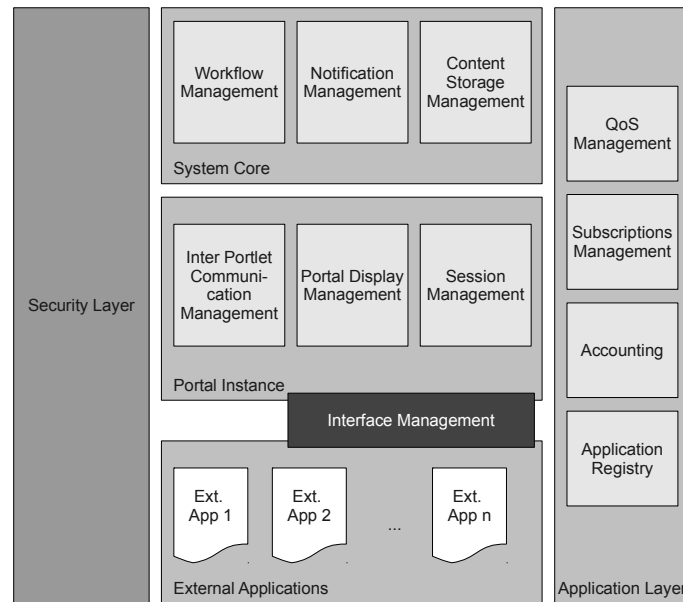 Security Layer
Workflow
Management
Notification
Management
Content
Storage
Management
System Core
Inter Portlet
Communi-
cation
Management
Portal Display
Management
Session
Management
Portal Instance
Interface Management
Ext.
App 1
Ext.
App 2
...
Ext.
App n
External Applications
QoS
Management
Subscriptions
Management
Accounting
Application
Registry
Application Layer